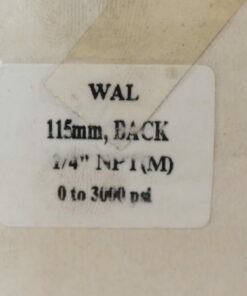 WAL
115mm, BACK
1/4" NPT(M)
0 to 3000 psi